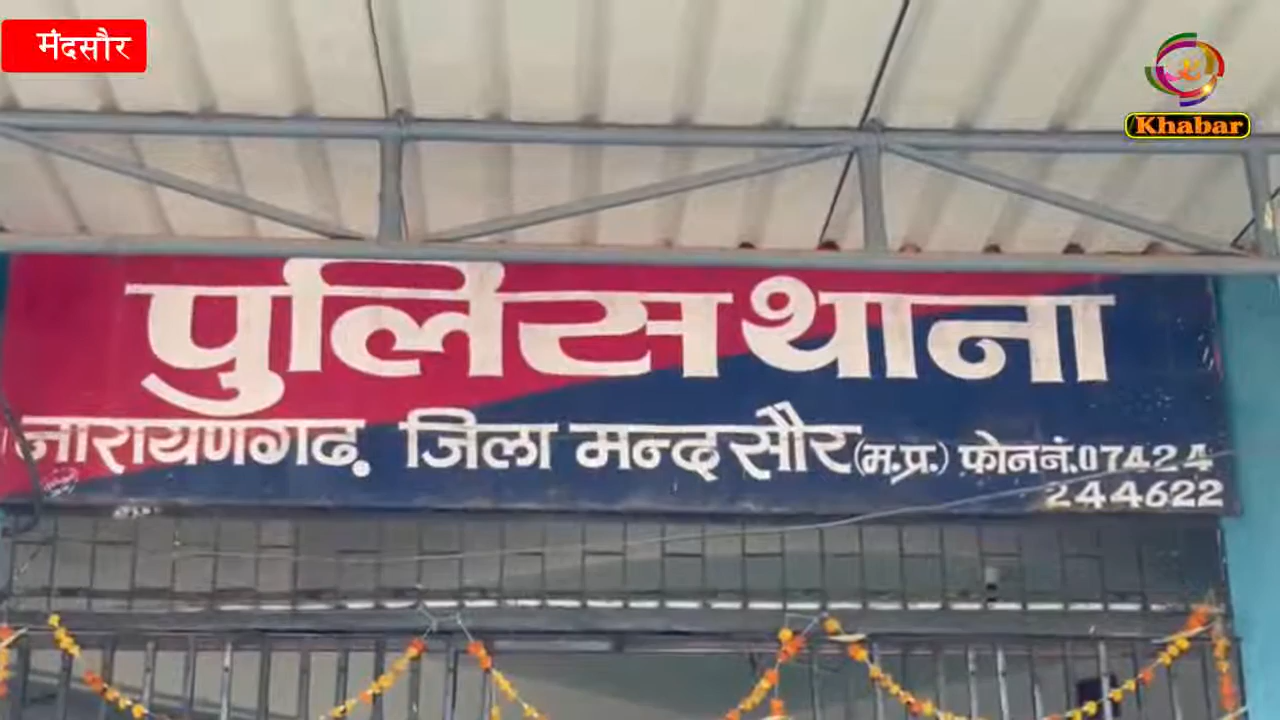 मंदसौर
Khabar
पुलिस थाना
नारायणगढ़. जिला मन्दसौर (म.प्र.) फोन नं. 07424
244622